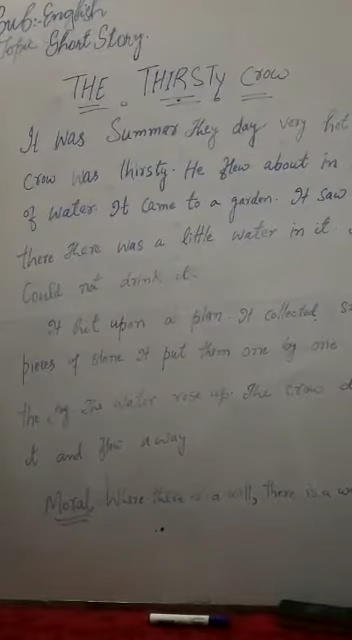 Sub:- English
Topic Short Story.
THE THIRSTY Crow
It was Summer they day very hot
Crow was thirsty. He flew about in
of water It came to a garden. It saw
there there was a little water in it.
Could not drink it.
It hit upon a plan. It collected
pieces of stone It put them one by one
the The water rose up. The crow
it and flew away
Moral, Where there is a will, there is a